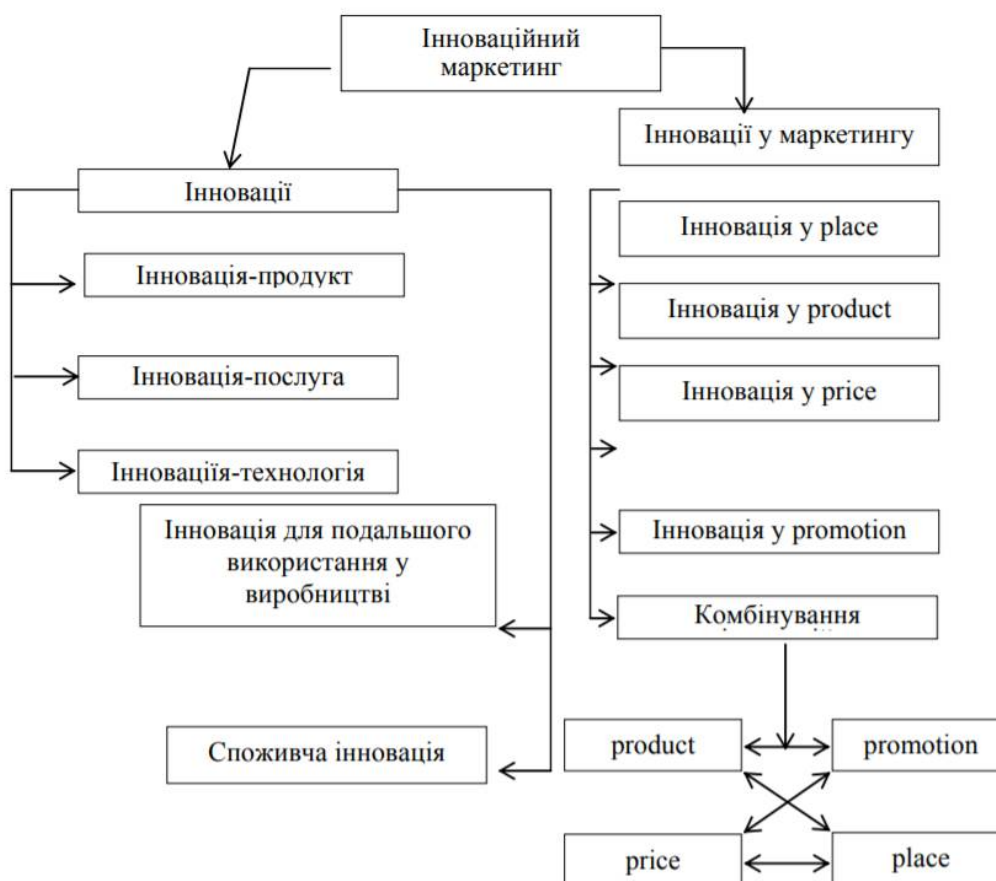 Інноваційний
маркетинг
Інновації у маркетингу
Інновації
Інновація у place
Інновація-продукт
Інновація у product
Інновація-послуга
Інновація у price
Інноваціїя-технологія
Інновація для подальшого
використання у
виробництві
Інновація у promotion
Комбінування
Споживча інновація
product
promotion
price
place